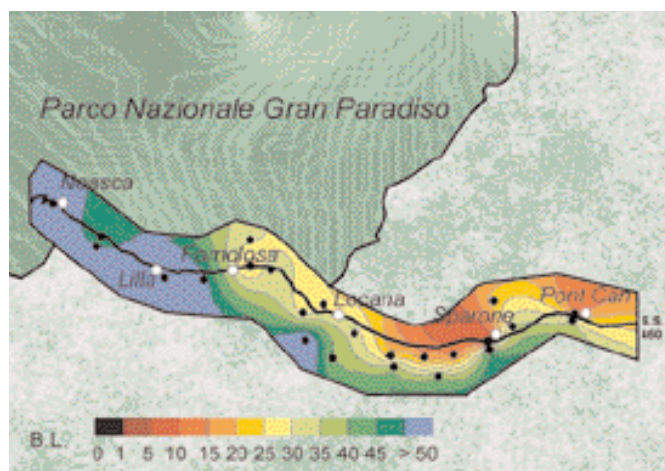 Parco Nazionale Gran Paradiso
Noasca
Lilla
Locana
Sparone
Pont Can
S.S.
460
B.L.
0 1 5 10 15 20 25 30 35 40 45 > 50